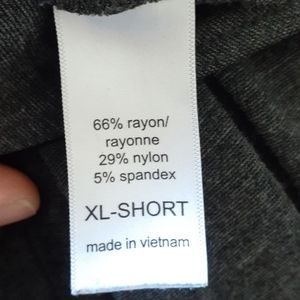 66% rayon/
rayonne
29% nylon
5% spandex
XL-SHORT
made in vietnam